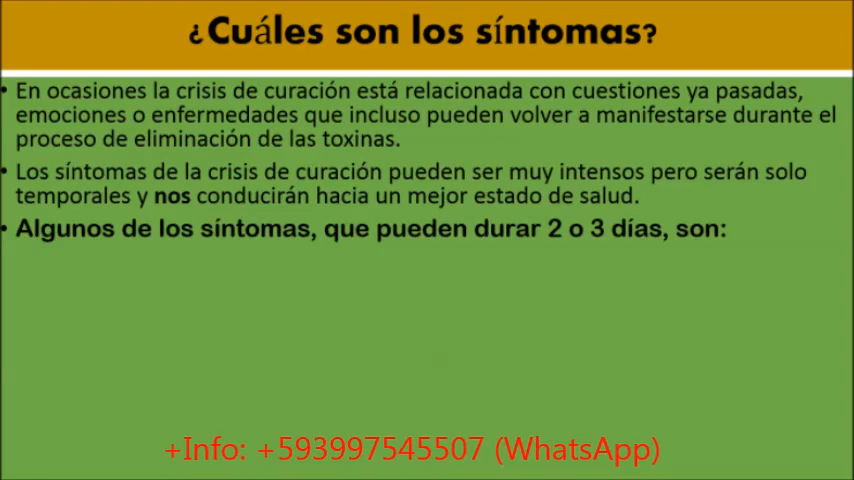 ¿Cuáles son los síntomas?
• En ocasiones la crisis de curación está relacionada con cuestiones ya pasadas,
emociones o enfermedades que incluso pueden volver a manifestarse durante el
proceso de eliminación de las toxinas.
• Los síntomas de la crisis de curación pueden ser muy intensos pero serán solo
temporales y nos conducirán hacia un mejor estado de salud.
• Algunos de los síntomas, que pueden durar 2 o 3 días, son:
+Info: +593997545507 (WhatsApp)